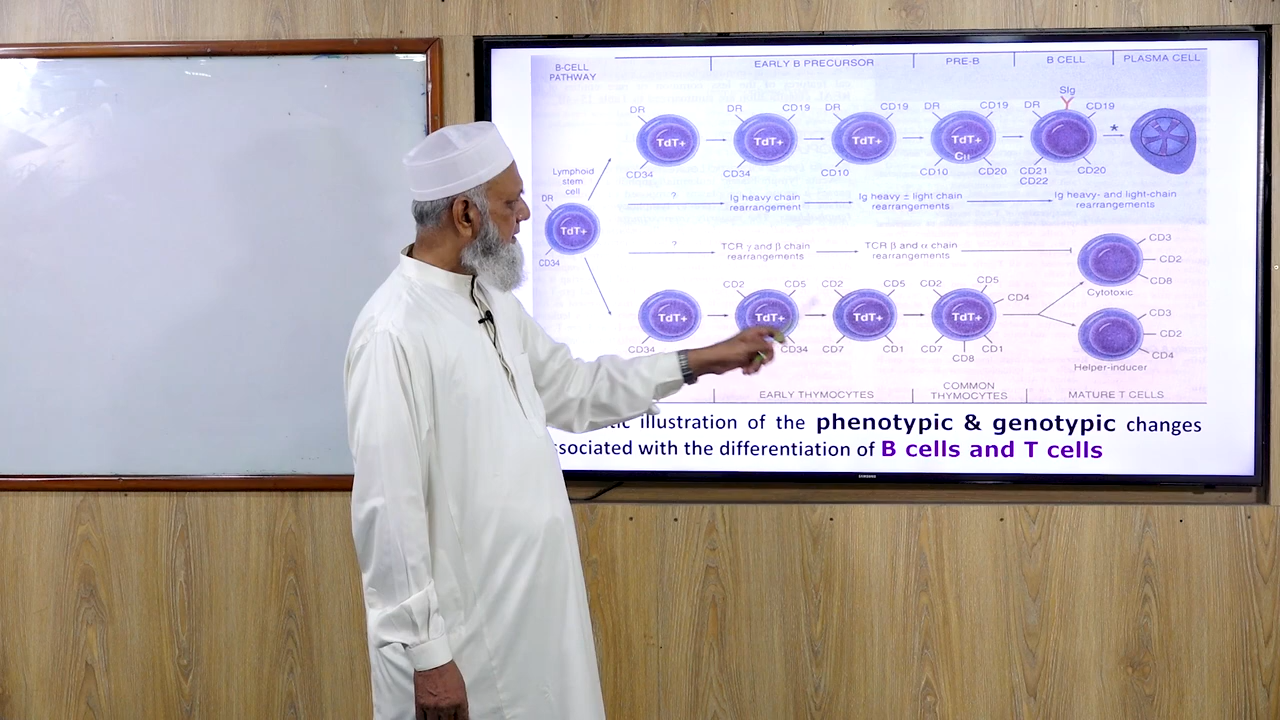 B-CELL
PATHWAY
EARLY B PRECURSOR
PRE-B
B CELL
PLASMA CELL
DR
TdT+
CD34
DR
CD19
TdT+
CD34
DR
CD19
TdT+
CD10
DR
CD19
TdT+
CD10
CD20
DR
SIg
CD19
CD21
CD22
CD20
*
Lymphoid
stem
cell
DR
TdT+
CD34
?
Ig heavy chain
rearrangement
Ig heavy ± light chain
rearrangements
Ig heavy- and light-chain
rearrangements
?
TCR γ and β chain
rearrangements
TCR β and α chain
rearrangements
CD3
CD2
CD8
Cytotoxic
TdT+
CD34
CD2
CD5
TdT+
CD34
CD2
CD5
TdT+
CD7
CD1
CD2
CD5
CD4
TdT+
CD7
CD8
CD1
CD3
CD2
CD4
Helper-inducer
EARLY THYMOCYTES
COMMON
THYMOCYTES
MATURE T CELLS
illustration of the phenotypic & genotypic changes
with the differentiation of B cells and T cells
SAMSUNG